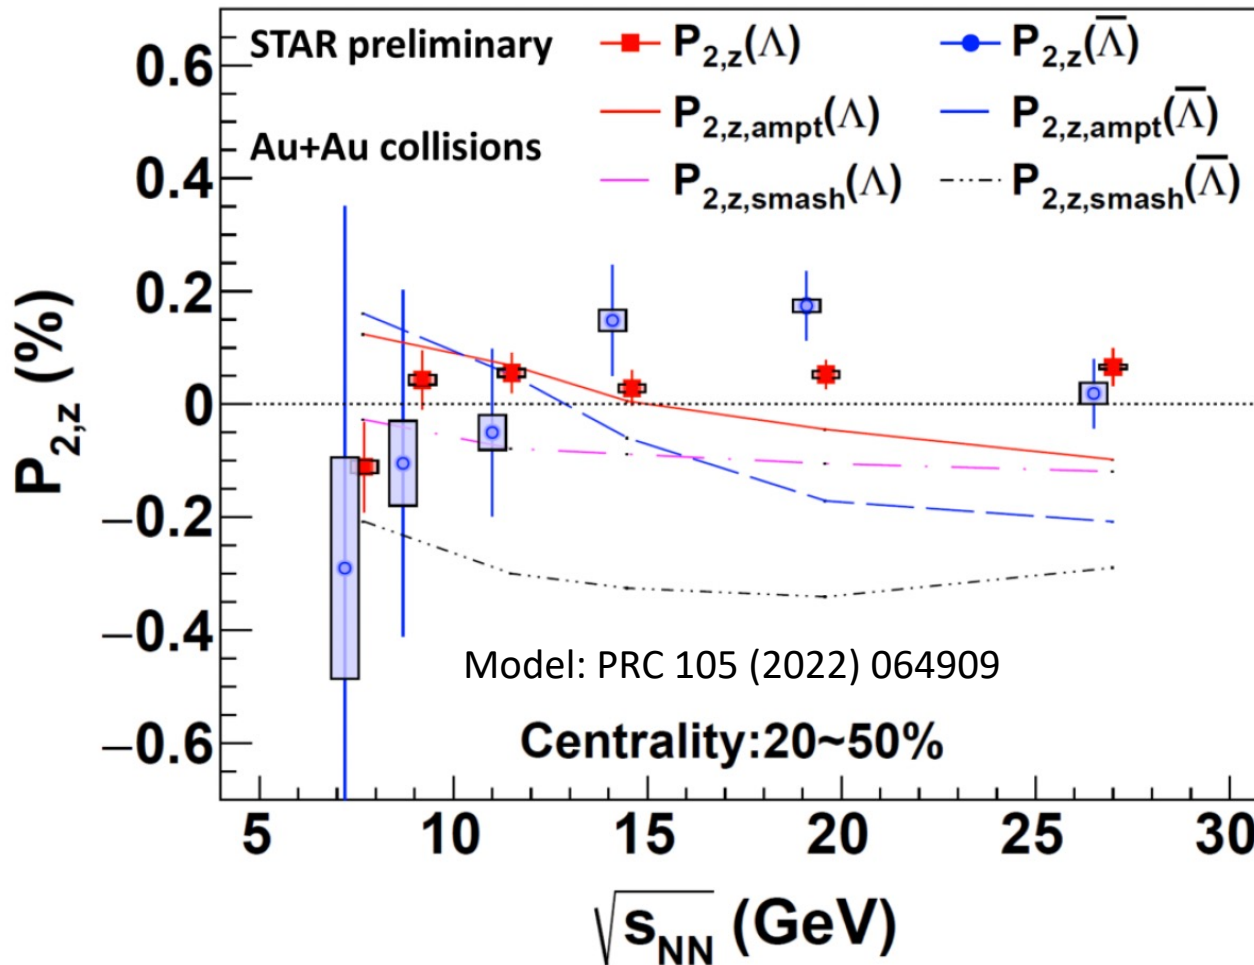 STAR preliminary
Au+Au collisions
P₂,z(Λ)
P₂,z(Λ̅)
P₂,z,ampt(Λ)
P₂,z,ampt(Λ̅)
P₂,z,smash(Λ)
P₂,z,smash(Λ̅)
P₂,z (%)
0.6
0.4
0.2
0
−0.2
−0.4
−0.6
Model: PRC 105 (2022) 064909
Centrality:20~50%
5 10 15 20 25 30
√sNN (GeV)